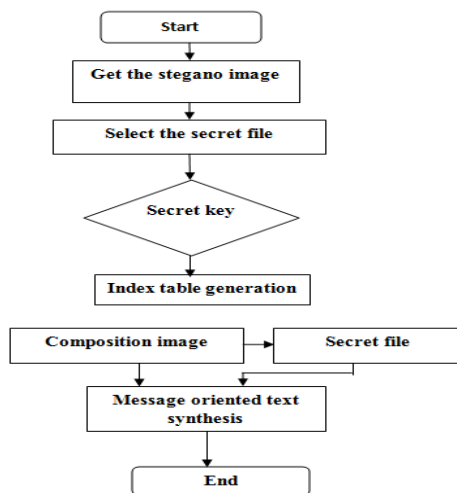 Start
Get the stegano image
Select the secret file
Secret key
Index table generation
Composition image
Secret file
Message oriented text
synthesis
End